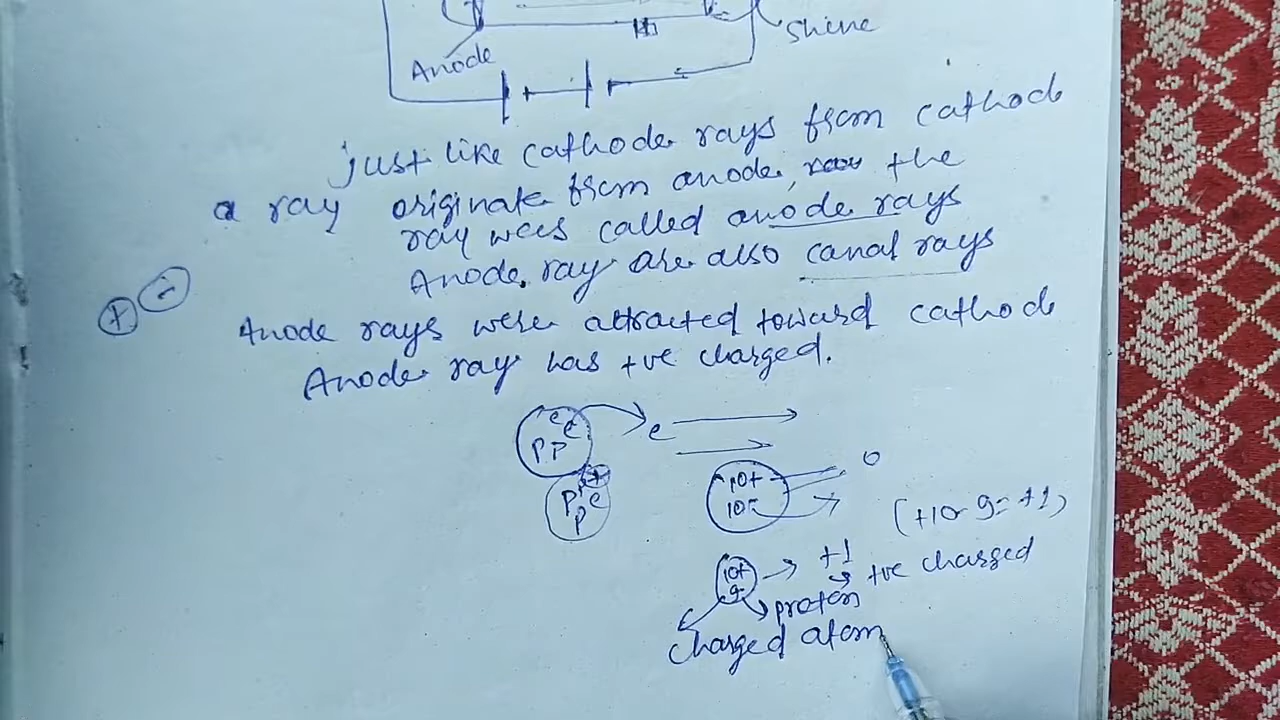 Shine
Anode
just like cathode rays from cathode
a ray originate from anode, the
ray was called anode rays
Anode ray are also canal rays
+ -
Anode rays were attracted toward cathode
Anode ray has +ve charged.
e e
P P
e
+
P P e
P
10+
10-
0
(+10-9=+1)
10+
9-
+1
+ve charged
proton
charged atom